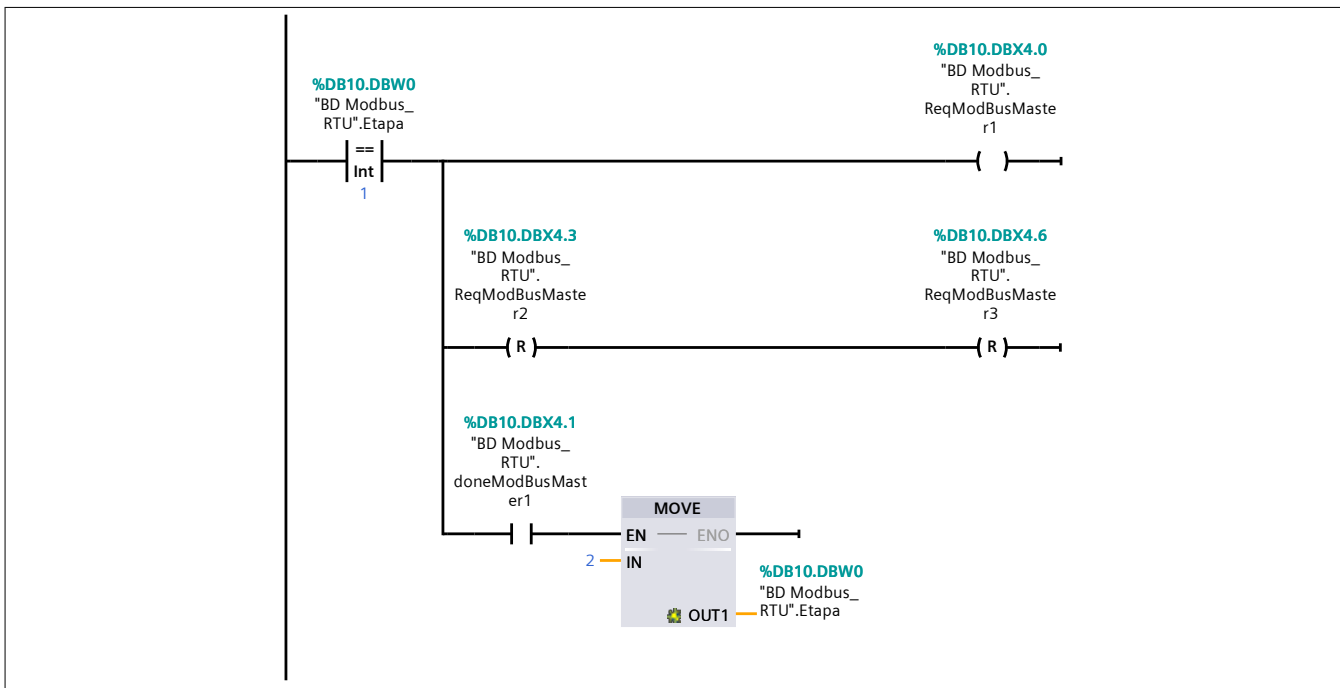 %DB10.DBX4.0
"BD Modbus_
RTU".
ReqModBusMaste
r1
%DB10.DBW0
"BD Modbus_
RTU".Etapa
==
Int
1
%DB10.DBX4.3
"BD Modbus_
RTU".
ReqModBusMaste
r2
R
%DB10.DBX4.6
"BD Modbus_
RTU".
ReqModBusMaste
r3
R
%DB10.DBX4.1
"BD Modbus_
RTU".
doneModBusMast
er1
MOVE
EN ENO
2 IN
%DB10.DBW0
"BD Modbus_
RTU".Etapa
OUT1